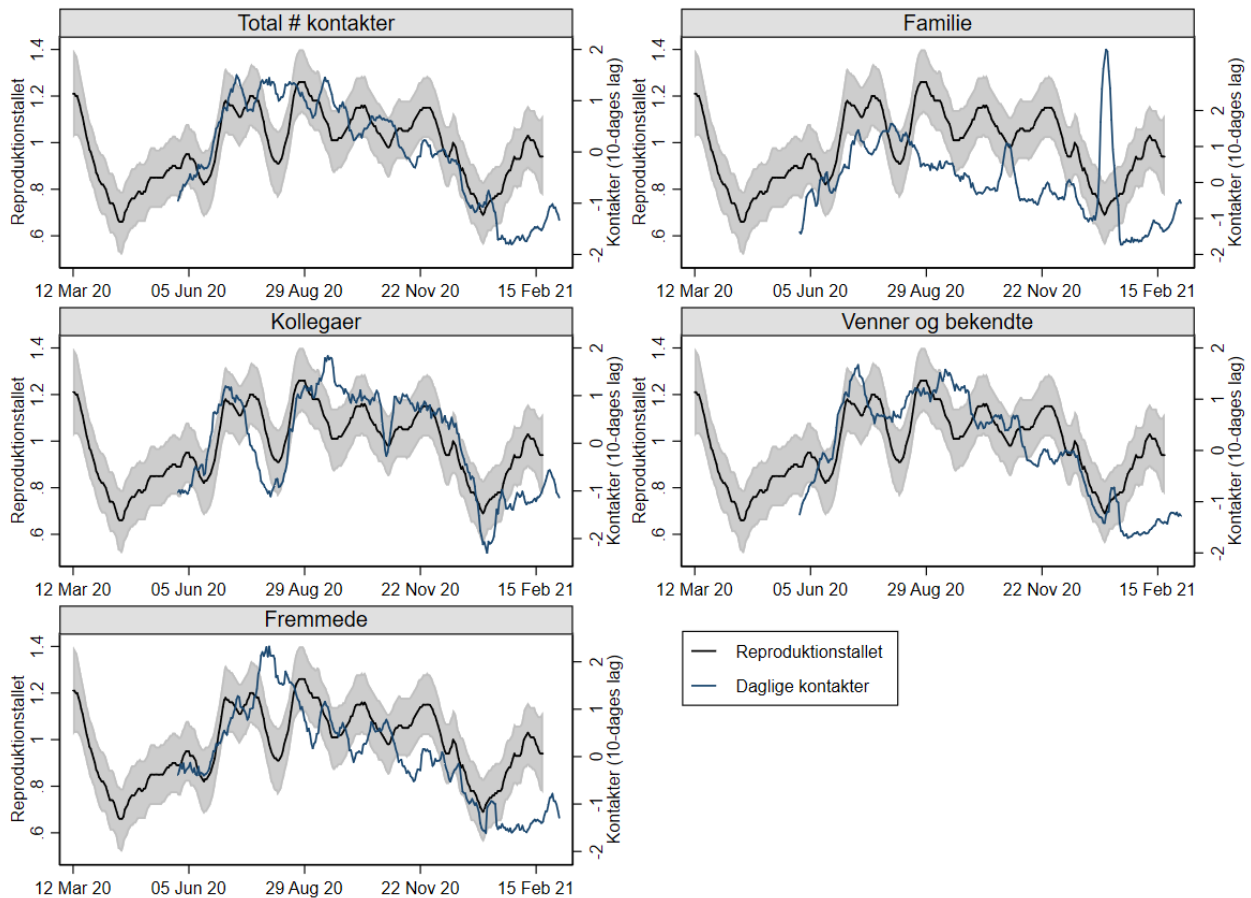 Total # kontakter
Reproduktionstallet
.6 .8 1 1.2 1.4
-2 -1 0 1 2
Kontakter (10-dages lag)
12 Mar 20 05 Jun 20 29 Aug 20 22 Nov 20 15 Feb 21
Familie
Reproduktionstallet
.6 .8 1 1.2 1.4
-2 -1 0 1 2
Kontakter (10-dages lag)
12 Mar 20 05 Jun 20 29 Aug 20 22 Nov 20 15 Feb 21
Kollegaer
Reproduktionstallet
.6 .8 1 1.2 1.4
-2 -1 0 1 2
Kontakter (10-dages lag)
12 Mar 20 05 Jun 20 29 Aug 20 22 Nov 20 15 Feb 21
Venner og bekendte
Reproduktionstallet
.6 .8 1 1.2 1.4
-2 -1 0 1 2
Kontakter (10-dages lag)
12 Mar 20 05 Jun 20 29 Aug 20 22 Nov 20 15 Feb 21
Fremmede
Reproduktionstallet
.6 .8 1 1.2 1.4
-2 -1 0 1 2
Kontakter (10-dages lag)
12 Mar 20 05 Jun 20 29 Aug 20 22 Nov 20 15 Feb 21
Reproduktionstallet
Daglige kontakter